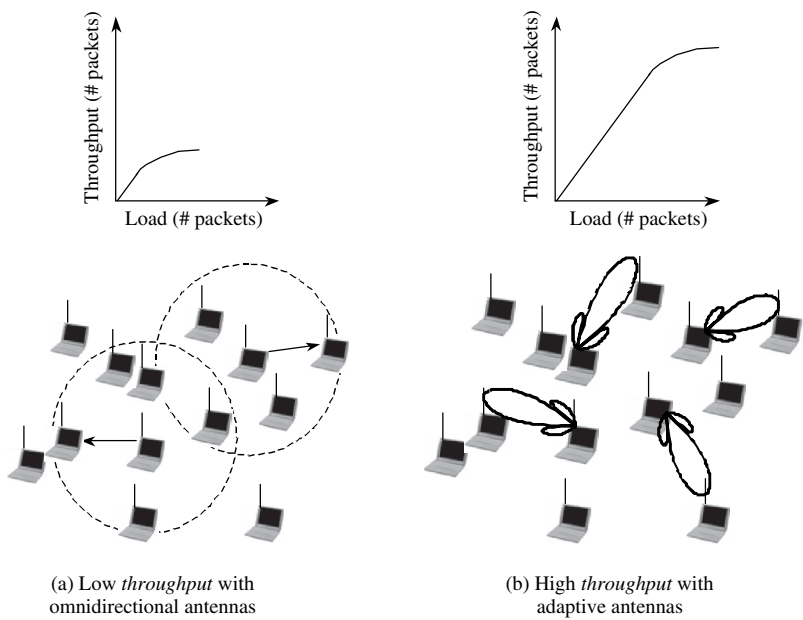 Throughput (# packets)
Load (# packets)
Throughput (# packets)
Load (# packets)
(a) Low throughput with
omnidirectional antennas
(b) High throughput with
adaptive antennas